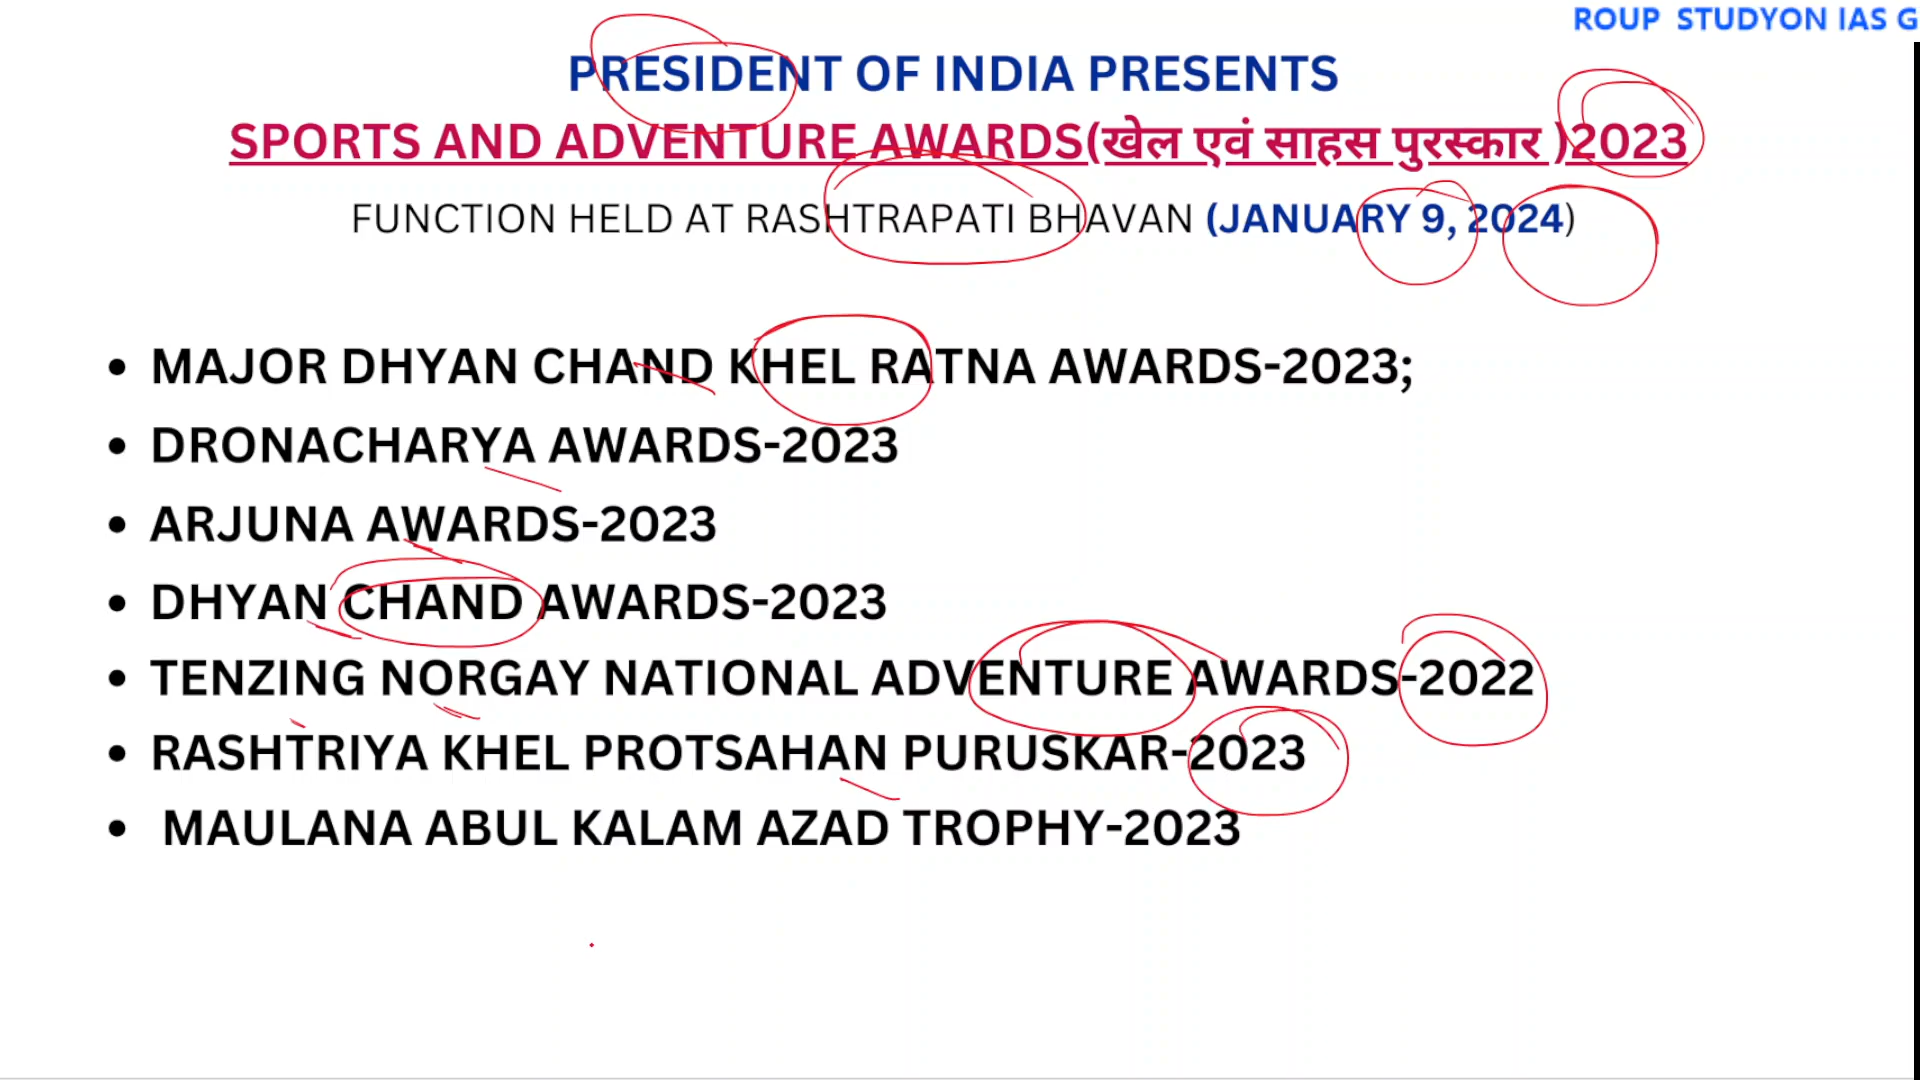 ROUP STUDYON IAS G
PRESIDENT OF INDIA PRESENTS
SPORTS AND ADVENTURE AWARDS(खेल एवं साहस पुरस्कार )2023
FUNCTION HELD AT RASHTRAPATI BHAVAN (JANUARY 9, 2024)
• MAJOR DHYAN CHAND KHEL RATNA AWARDS-2023;
• DRONACHARYA AWARDS-2023
• ARJUNA AWARDS-2023
• DHYAN CHAND AWARDS-2023
• TENZING NORGAY NATIONAL ADVENTURE AWARDS-2022
• RASHTRIYA KHEL PROTSAHAN PURUSKAR-2023
• MAULANA ABUL KALAM AZAD TROPHY-2023